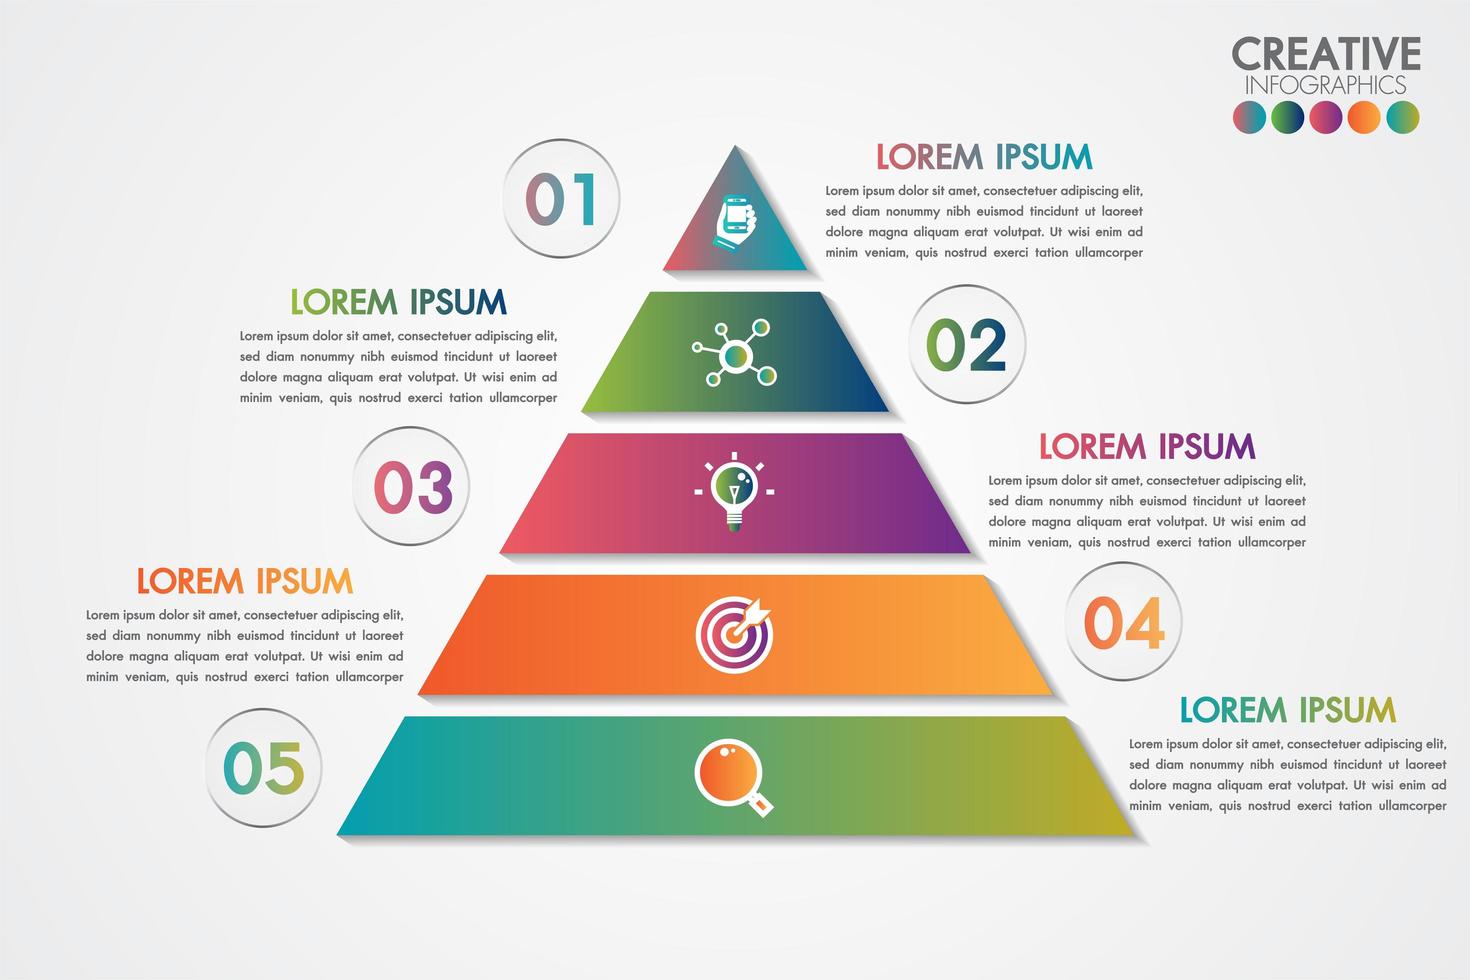 CREATIVE
INFOGRAPHICS
01
LOREM IPSUM
Lorem ipsum dolor sit amet, consectetuer adipiscing elit,
sed diam nonummy nibh euismod tincidunt ut laoreet
dolore magna aliquam erat volutpat. Ut wisi enim ad
minim veniam, quis nostrud exerci tation ullamcorper
02
LOREM IPSUM
Lorem ipsum dolor sit amet, consectetuer adipiscing elit,
sed diam nonummy nibh euismod tincidunt ut laoreet
dolore magna aliquam erat volutpat. Ut wisi enim ad
minim veniam, quis nostrud exerci tation ullamcorper
03
LOREM IPSUM
Lorem ipsum dolor sit amet, consectetuer adipiscing elit,
sed diam nonummy nibh euismod tincidunt ut laoreet
dolore magna aliquam erat volutpat. Ut wisi enim ad
minim veniam, quis nostrud exerci tation ullamcorper
04
LOREM IPSUM
Lorem ipsum dolor sit amet, consectetuer adipiscing elit,
sed diam nonummy nibh euismod tincidunt ut laoreet
dolore magna aliquam erat volutpat. Ut wisi enim ad
minim veniam, quis nostrud exerci tation ullamcorper
05
LOREM IPSUM
Lorem ipsum dolor sit amet, consectetuer adipiscing elit,
sed diam nonummy nibh euismod tincidunt ut laoreet
dolore magna aliquam erat volutpat. Ut wisi enim ad
minim veniam, quis nostrud exerci tation ullamcorper